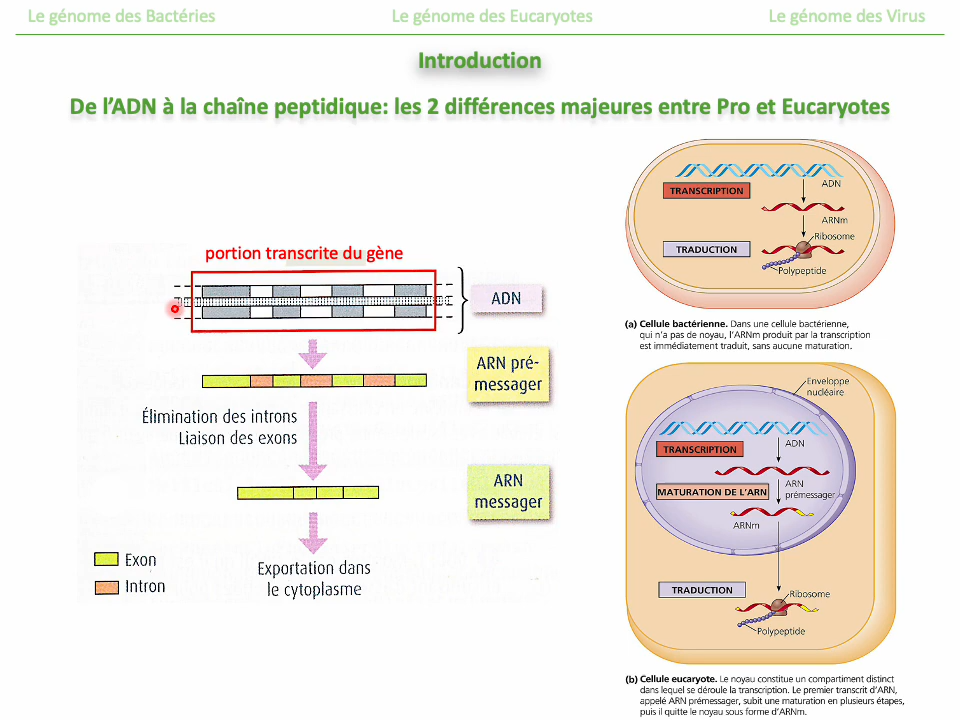 Le génome des Bactéries
Le génome des Eucaryotes
Le génome des Virus
Introduction
De l’ADN à la chaîne peptidique: les 2 différences majeures entre Pro et Eucaryotes
portion transcrite du gène
ADN
ARN pré-
messager
Élimination des introns
Liaison des exons
ARN
messager
Exon
Intron
Exportation dans
le cytoplasme
ADN
TRANSCRIPTION
ARNm
Ribosome
TRADUCTION
Polypeptide
(a) Cellule bactérienne. Dans une cellule bactérienne,
qui n’a pas de noyau, l’ARNm produit par la transcription
est immédiatement traduit, sans aucune maturation.
Enveloppe
nucléaire
ADN
TRANSCRIPTION
ARN
prémessager
MATURATION DE L’ARN
ARNm
TRADUCTION
Ribosome
Polypeptide
(b) Cellule eucaryote. Le noyau constitue un compartiment distinct
dans lequel se déroule la transcription. Le premier transcrit d’ARN,
appelé ARN prémessager, subit une maturation en plusieurs étapes,
puis il quitte le noyau sous forme d’ARNm.